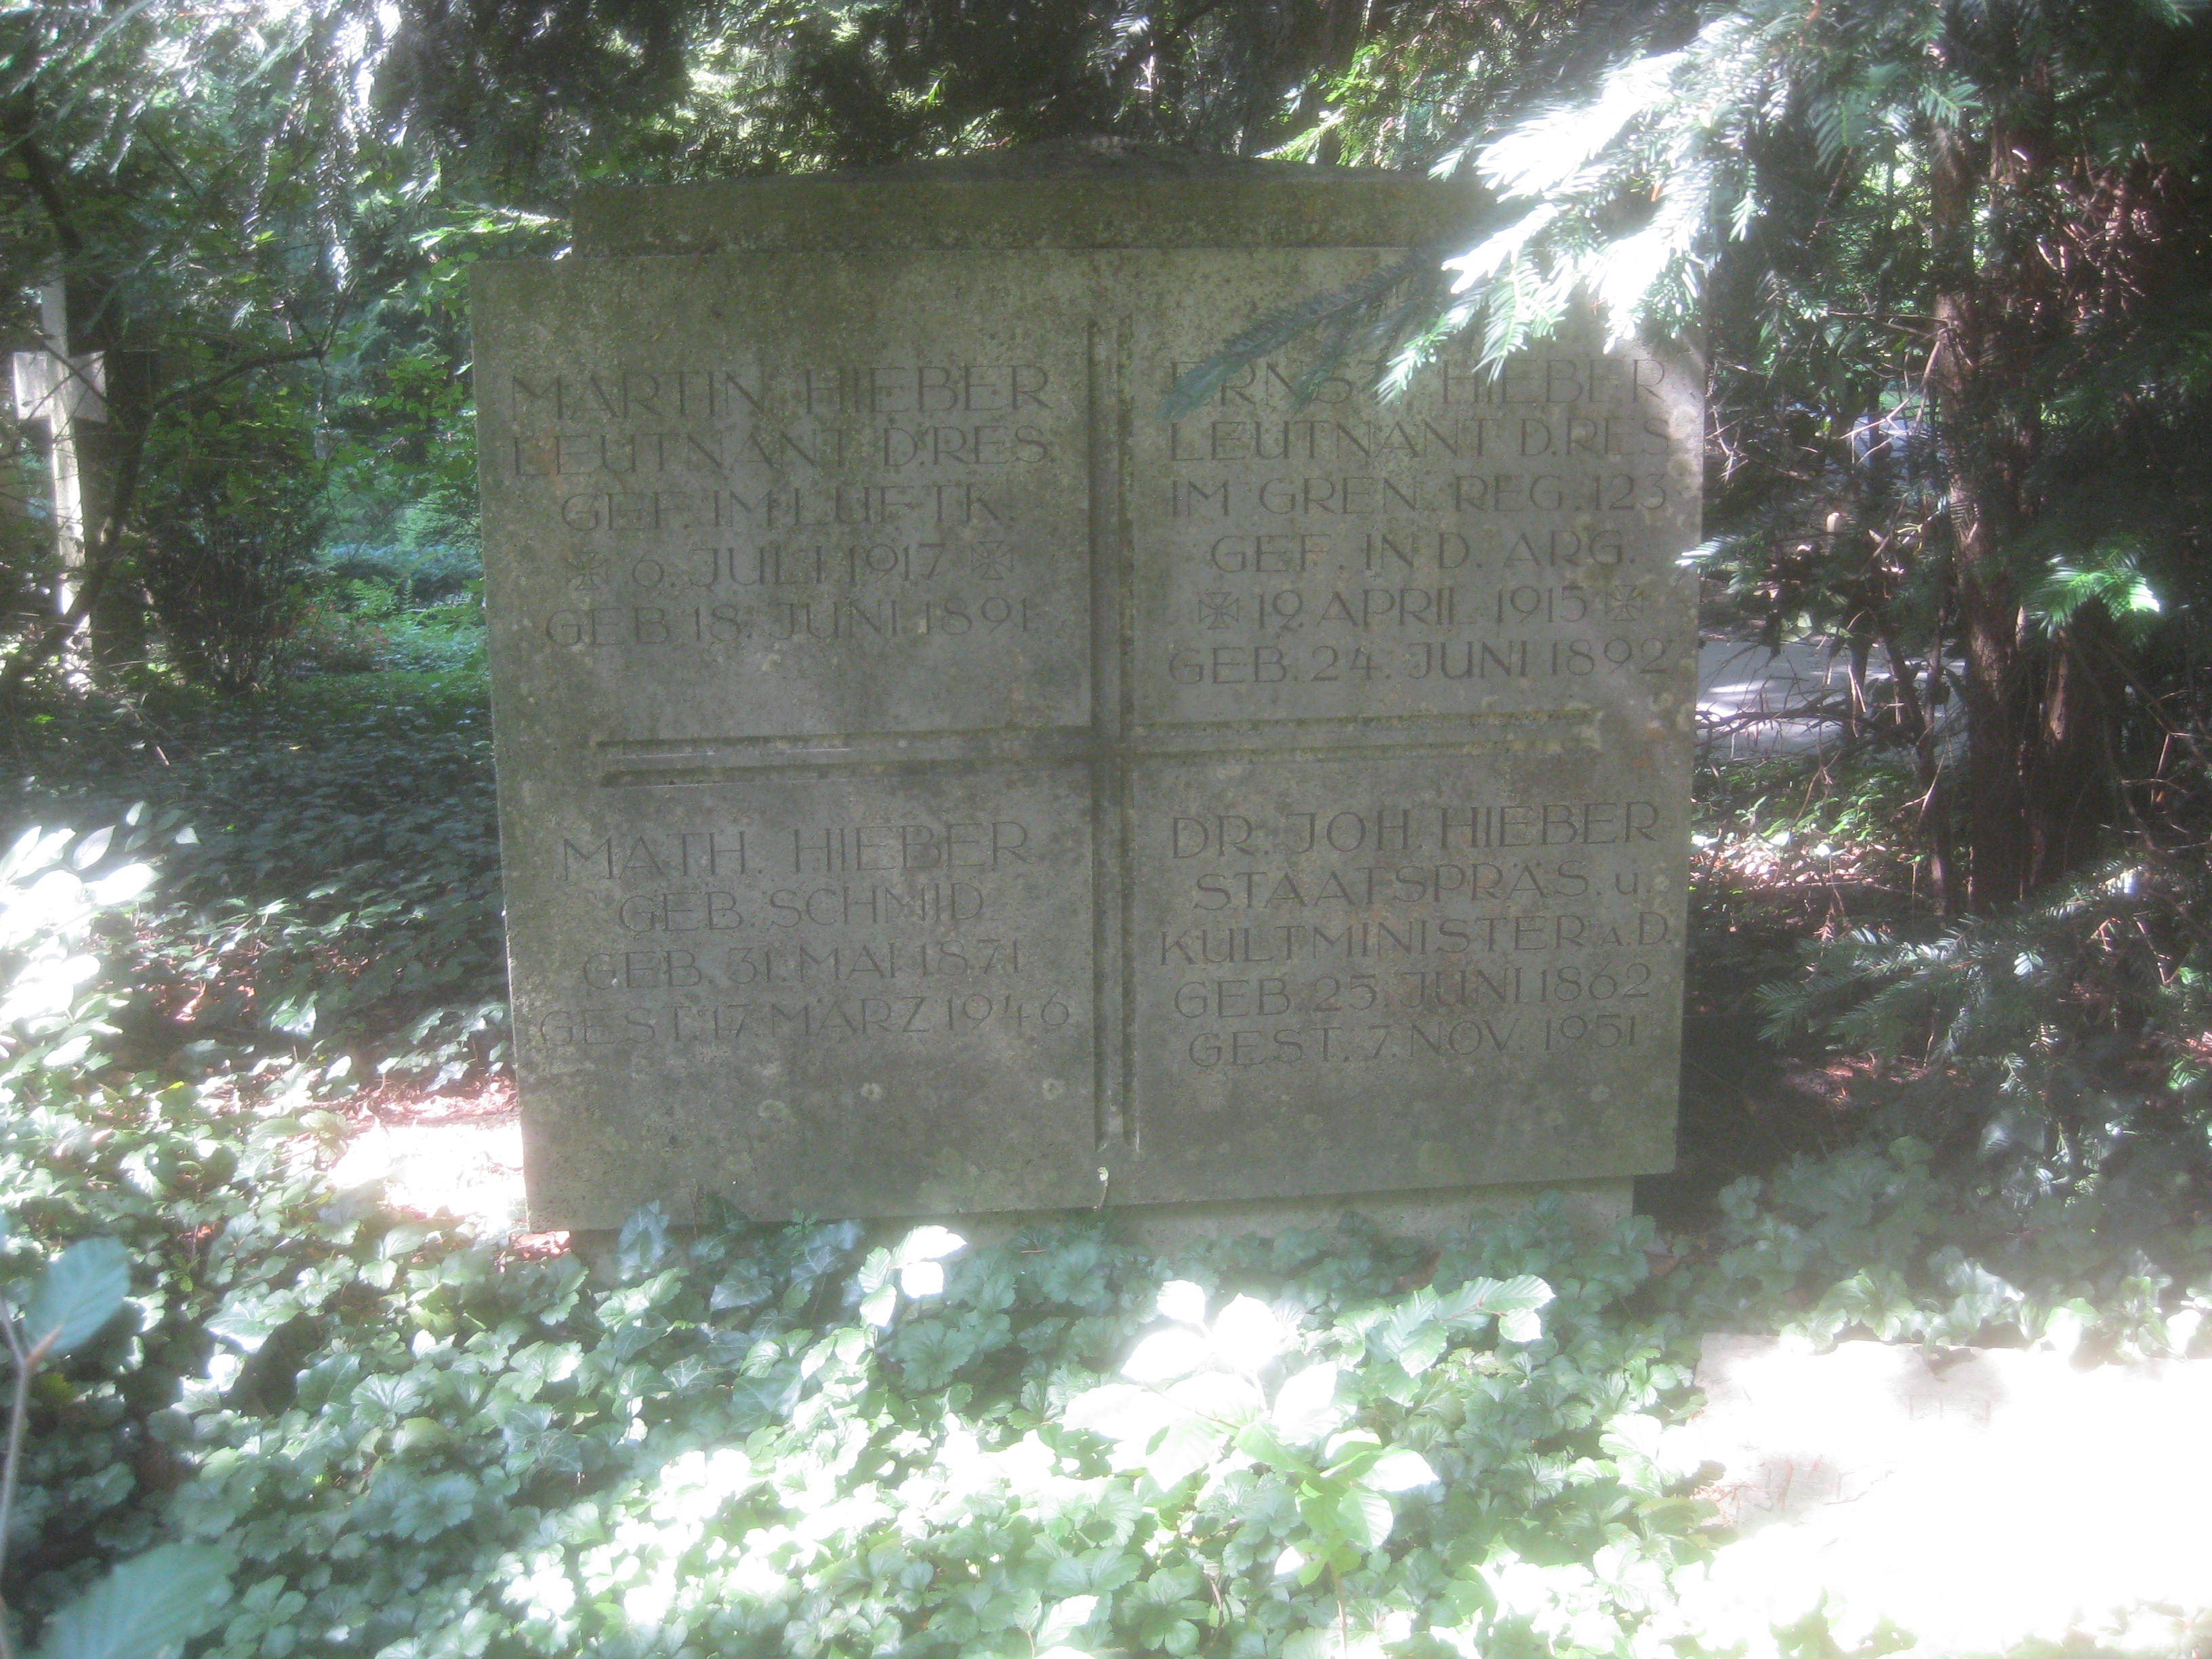 MARTIN HIEBER
LEUTNANT D.RES.
GEF. IM LUFTK.
6. JULI 1917
GEB. 18. JUNI 1891
ERNST HIEBER
LEUTNANT D.RES.
IM GREN. REG. 123
GEF. IN D. ARG.
12. APRIL 1915
GEB. 24. JUNI 1892
MATH. HIEBER
GEB. SCHMID
GEB. 31. MAI 1871
GEST. 17. MÄRZ 1946
DR. JOH. HIEBER
STAATSPRÄS. u.
KULTMINISTER A.D.
GEB. 25. JUNI 1862
GEST. 7. NOV. 1951